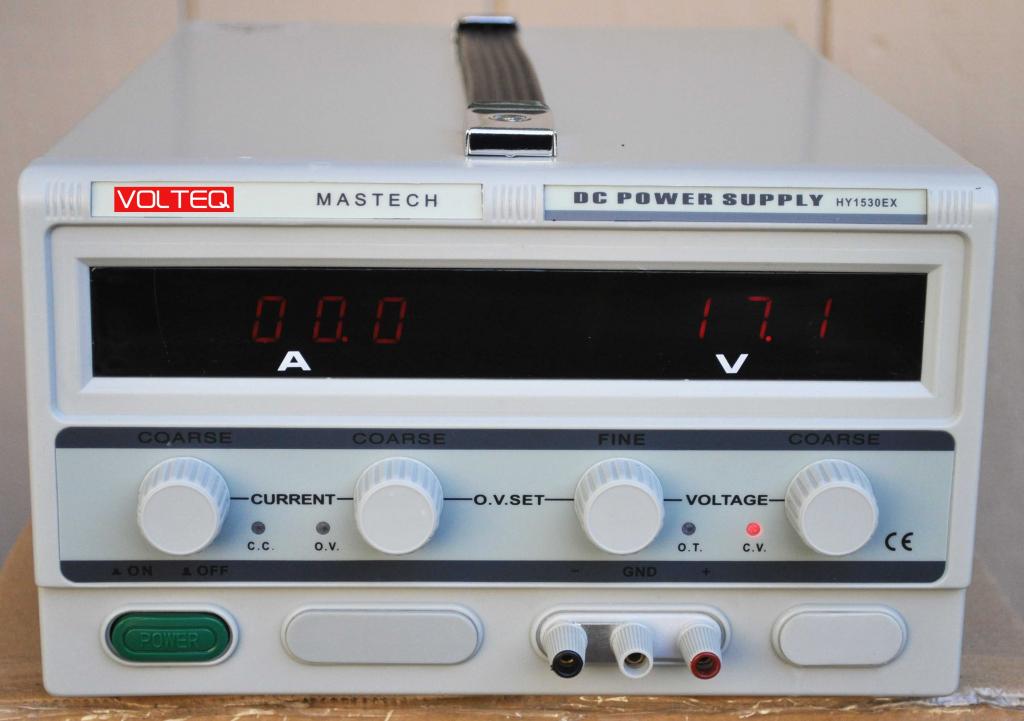 VOLTEQ MASTECH DC POWER SUPPLY HY1530EX
00.0 17.1
A V
COARSE COARSE FINE COARSE
CURRENT O.V.SET VOLTAGE
C.C. O.V. O.T. C.V. CE
ON OFF - GND +
POWER